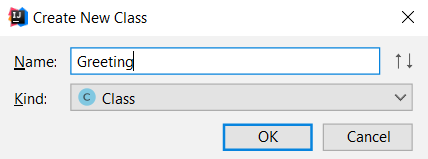 Create New Class
Name: Greeting
Kind: Class
OK Cancel